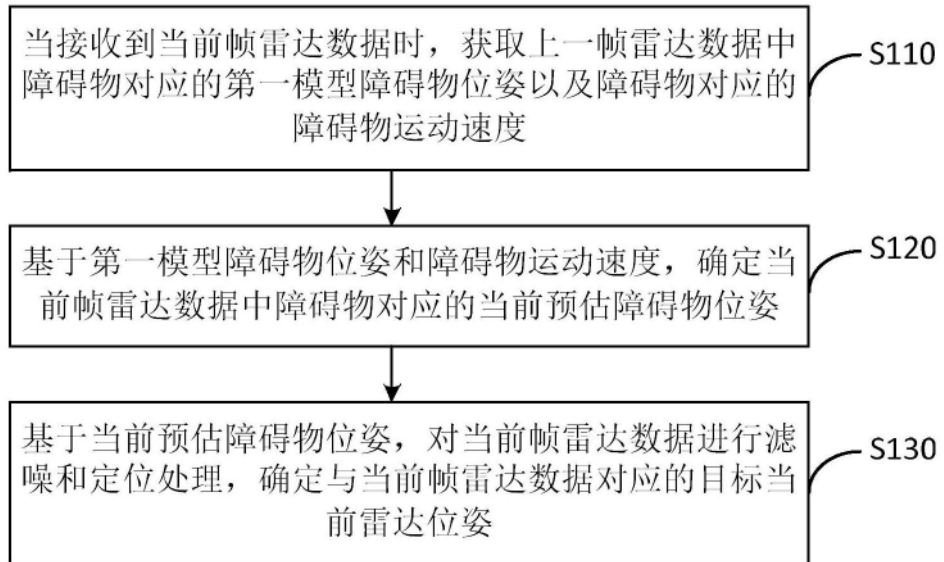 当接收到当前帧雷达数据时，获取上一帧雷达数据中
障碍物对应的第一模型障碍物位姿以及障碍物对应的
障碍物运动速度
S110
基于第一模型障碍物位姿和障碍物运动速度，确定当
前帧雷达数据中障碍物对应的当前预估障碍物位姿
S120
基于当前预估障碍物位姿，对当前帧雷达数据进行滤
噪和定位处理，确定与当前帧雷达数据对应的目标当
前雷达位姿
S130